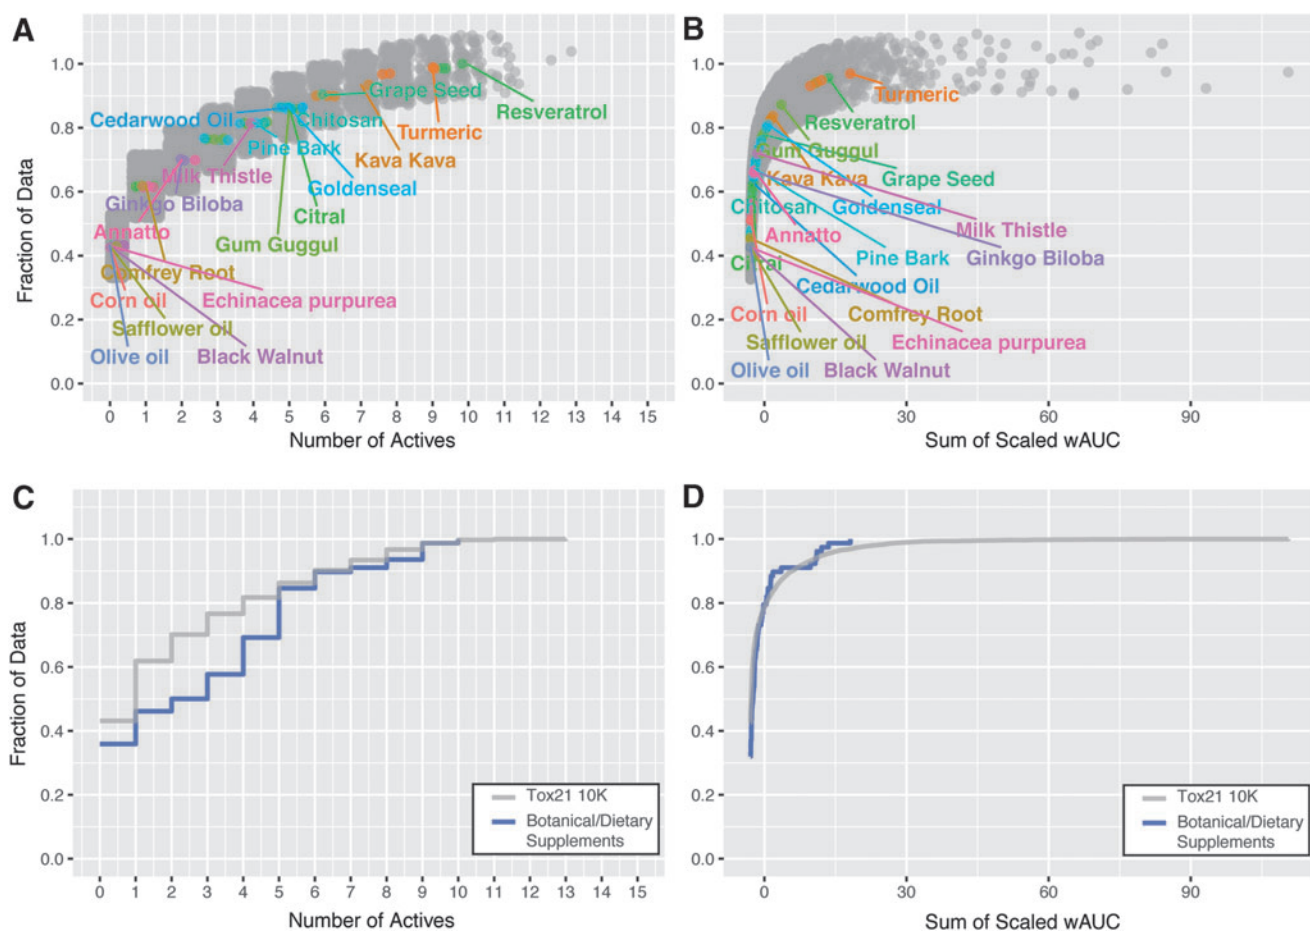 A
1.0
0.8
0.6
0.4
0.2
0.0
Fraction of Data
Cedarwood Oil
Grape Seed
Chitosan
Resveratrol
Turmeric
Pine Bark
Kava Kava
Milk Thistle
Goldenseal
Ginkgo Biloba
Citral
Annatto
Gum Guggul
Comfrey Root
Corn oil
Echinacea purpurea
Safflower oil
Olive oil
Black Walnut
0 1 2 3 4 5 6 7 8 9 10 11 12 13 14 15
Number of Actives
B
1.0
0.8
0.6
0.4
0.2
0.0
Turmeric
Resveratrol
Gum Guggul
Kava Kava
Grape Seed
Chitosan
Goldenseal
Annatto
Milk Thistle
Citral
Pine Bark
Ginkgo Biloba
Cedarwood Oil
Corn oil
Comfrey Root
Safflower oil
Echinacea purpurea
Olive oil
Black Walnut
0 30 60 90
Sum of Scaled wAUC
C
1.0
0.8
0.6
0.4
0.2
0.0
Fraction of Data
Tox21 10K
Botanical/Dietary
Supplements
0 1 2 3 4 5 6 7 8 9 10 11 12 13
Number of Actives
D
1.0
0.8
0.6
0.4
0.2
0.0
Tox21 10K
Botanical/Dietary
Supplements
0 30 60 90
Sum of Scaled wAUC